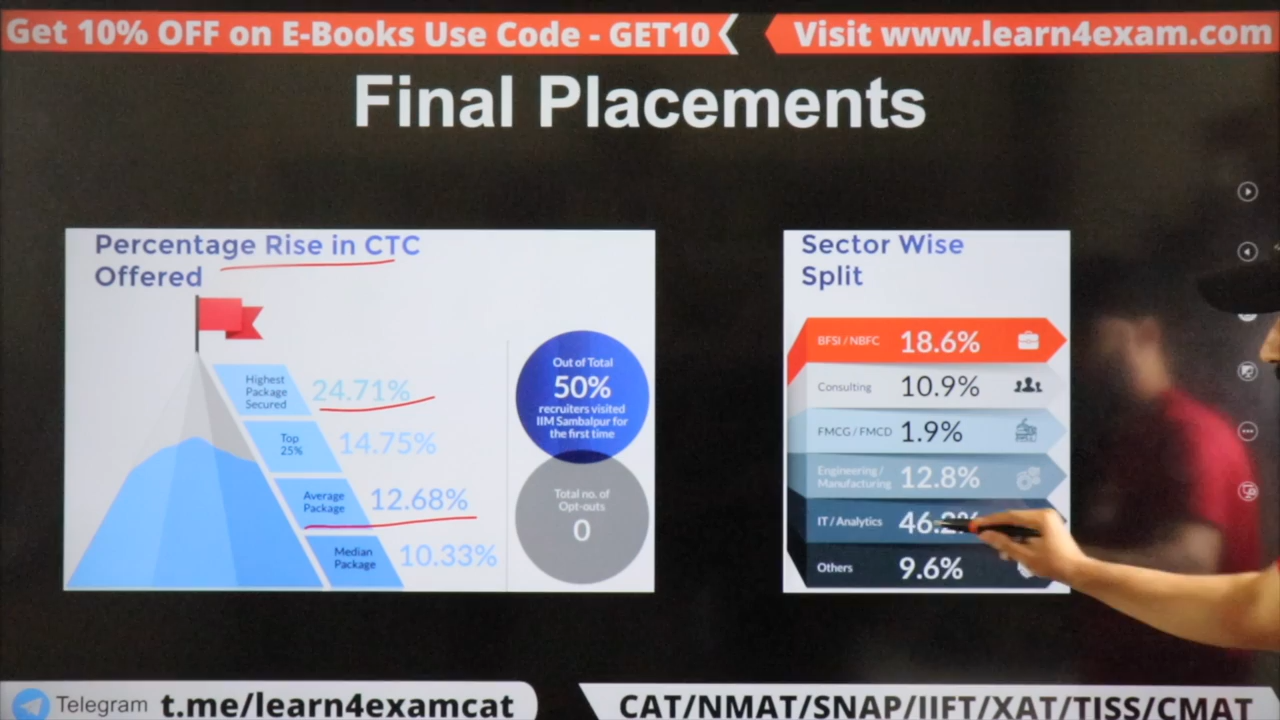 Get 10% OFF on E-Books Use Code - GET10
Visit www.learn4exam.com
Final Placements
Percentage Rise in CTC
Offered
Highest
Package
Secured
24.71%
Top
25%
14.75%
Average
Package
12.68%
Median
Package
10.33%
Out of Total
50%
recruiters visited
IIM Sambalpur for
the first time
Total no. of
Opt-outs
0
Sector Wise
Split
BFSI / NBFC 18.6%
Consulting 10.9%
FMCG / FMCD 1.9%
Engineering /
Manufacturing 12.8%
IT / Analytics
Others 9.6%
Telegram t.me/learn4examcat
CAT/NMAT/SNAP/IIFT/XAT/TISS/CMAT